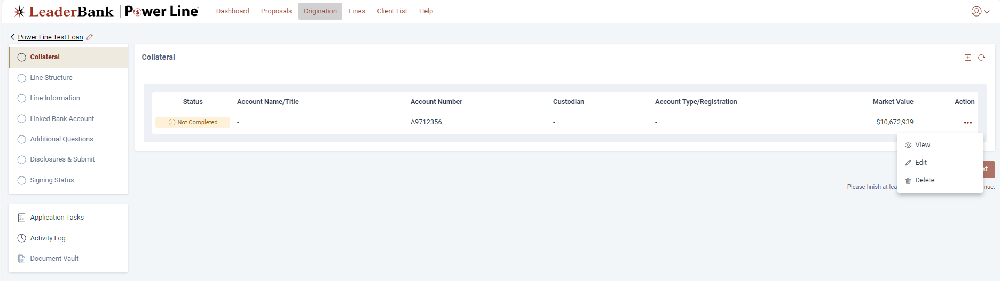 LeaderBank | Power Line
Dashboard
Proposals
Origination
Lines
Client List
Help
Power Line Test Loan
Collateral
Line Structure
Line Information
Linked Bank Account
Additional Questions
Disclosures & Submit
Signing Status
Application Tasks
Activity Log
Document Vault
Collateral
Status Account Name/Title Account Number Custodian Account Type/Registration Market Value Action
Not Completed - A9712356 - - $10,672,939
View
Edit
Delete
Please finish at